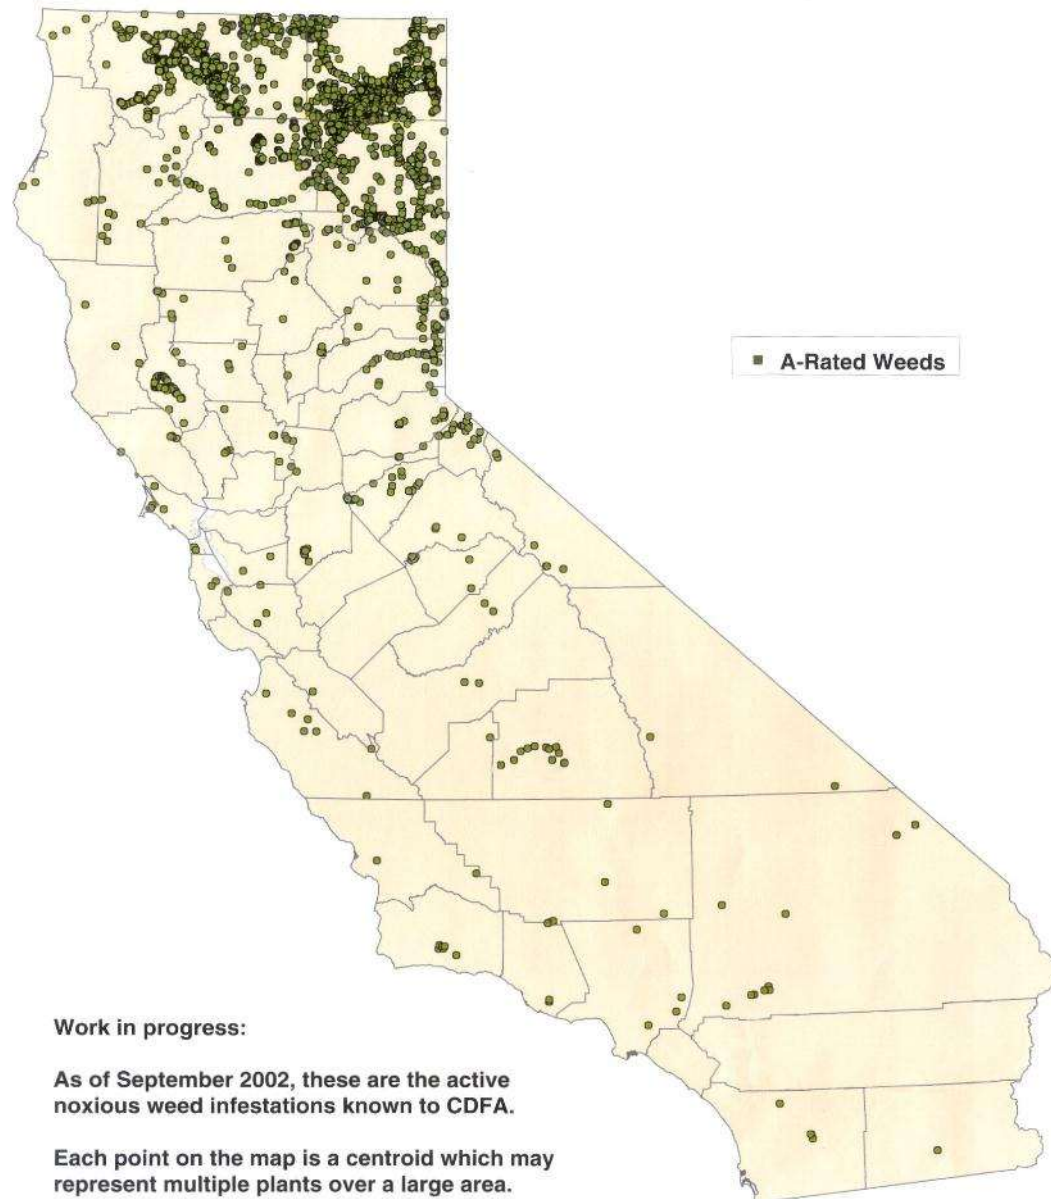 A-Rated Weeds
Work in progress:
As of September 2002, these are the active
noxious weed infestations known to CDFA.
Each point on the map is a centroid which may
represent multiple plants over a large area.